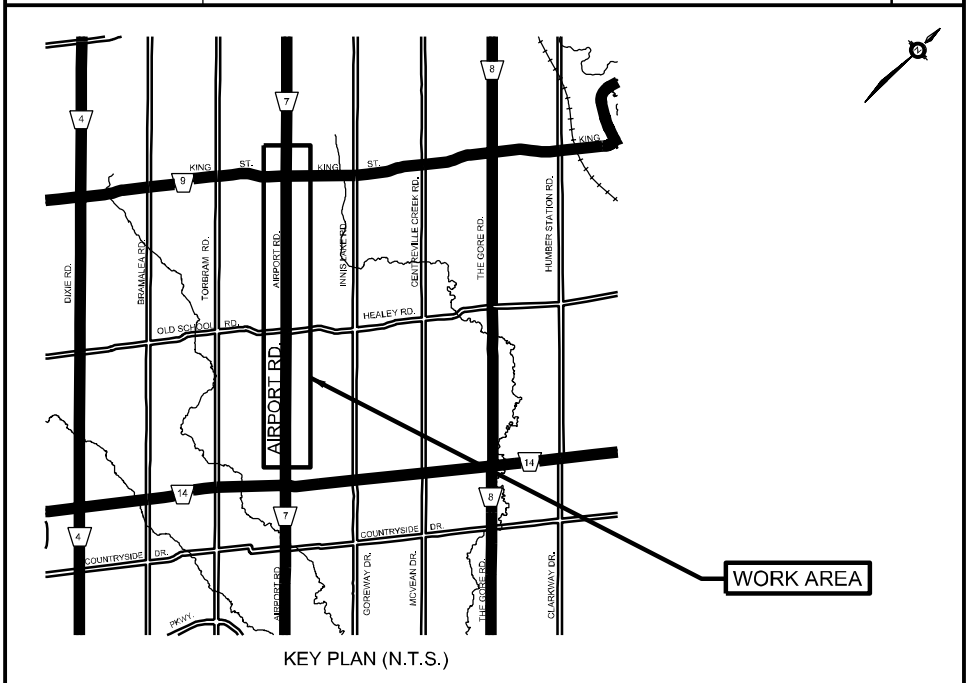 8
7
4
N
KING
KING ST. KING ST.
9
DIXIE RD.
BRAMALEA RD.
TORBRAM RD.
AIRPORT RD.
INNIS LAKE RD.
CENTREVILLE CREEK RD.
THE GORE RD.
HUMBER STATION RD.
OLD SCHOOL RD.
HEALEY RD.
AIRPORT RD.
14
14
8
7
4
COUNTRYSIDE DR.
COUNTRYSIDE DR.
AIRPORT RD.
GOREWAY DR.
MCVEAN DR.
THE GORE RD.
CLARKWAY DR.
PKWY.
WORK AREA
KEY PLAN (N.T.S.)